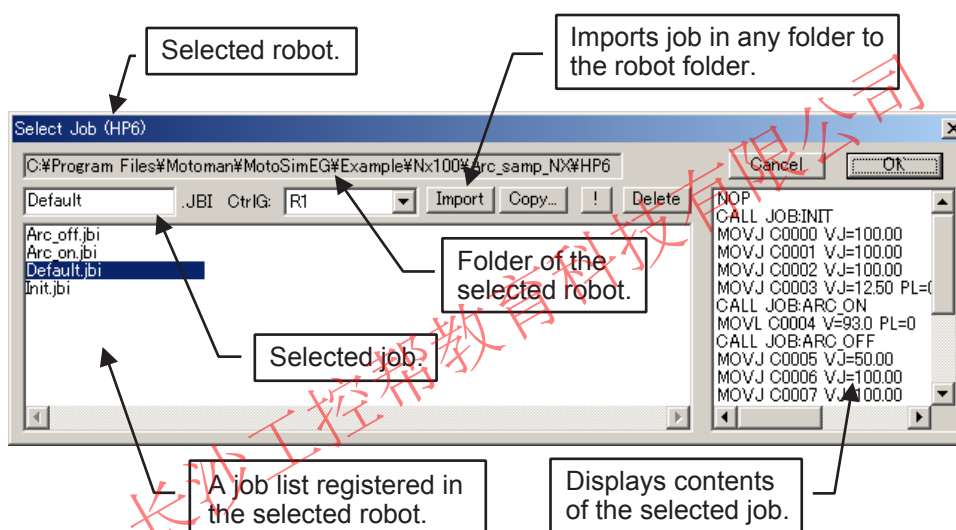 Selected robot.
Imports job in any folder to
the robot folder.
Select Job (HP6)
C:¥Program Files¥Motoman¥MotoSimEG¥Example¥Nx100¥Arc_samp_NX¥HP6
Cancel
OK
Default
.JBI CtrlG: R1
Import
Copy...
!
Delete
Arc_off.jbi
Arc_on.jbi
Default.jbi
Init.jbi
NOP
CALL JOB:INIT
MOVJ C0000 VJ=100.00
MOVJ C0001 VJ=100.00
MOVJ C0002 VJ=100.00
MOVJ C0003 VJ=12.50 PL=0
CALL JOB:ARC_ON
MOVL C0004 V=93.0 PL=0
CALL JOB:ARC_OFF
MOVJ C0005 VJ=50.00
MOVJ C0006 VJ=100.00
MOVJ C0007 VJ=100.00
Folder of the
selected robot.
Selected job.
A job list registered in
the selected robot.
Displays contents
of the selected job.
长沙工控帮教育科技有限公司